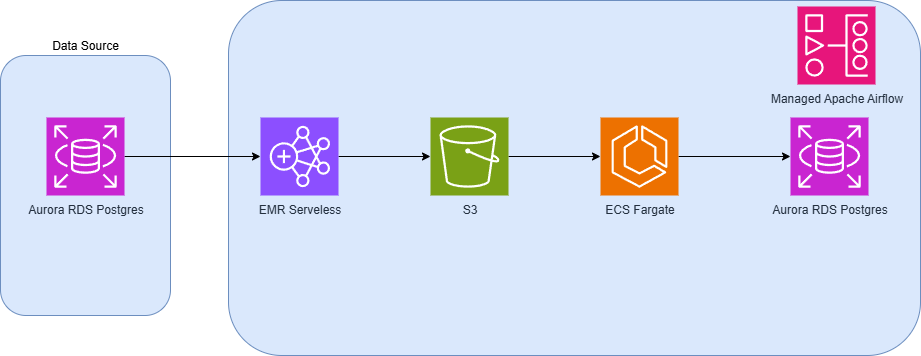 Data Source
Managed Apache Airflow
Aurora RDS Postgres
EMR Serveless
S3
ECS Fargate
Aurora RDS Postgres